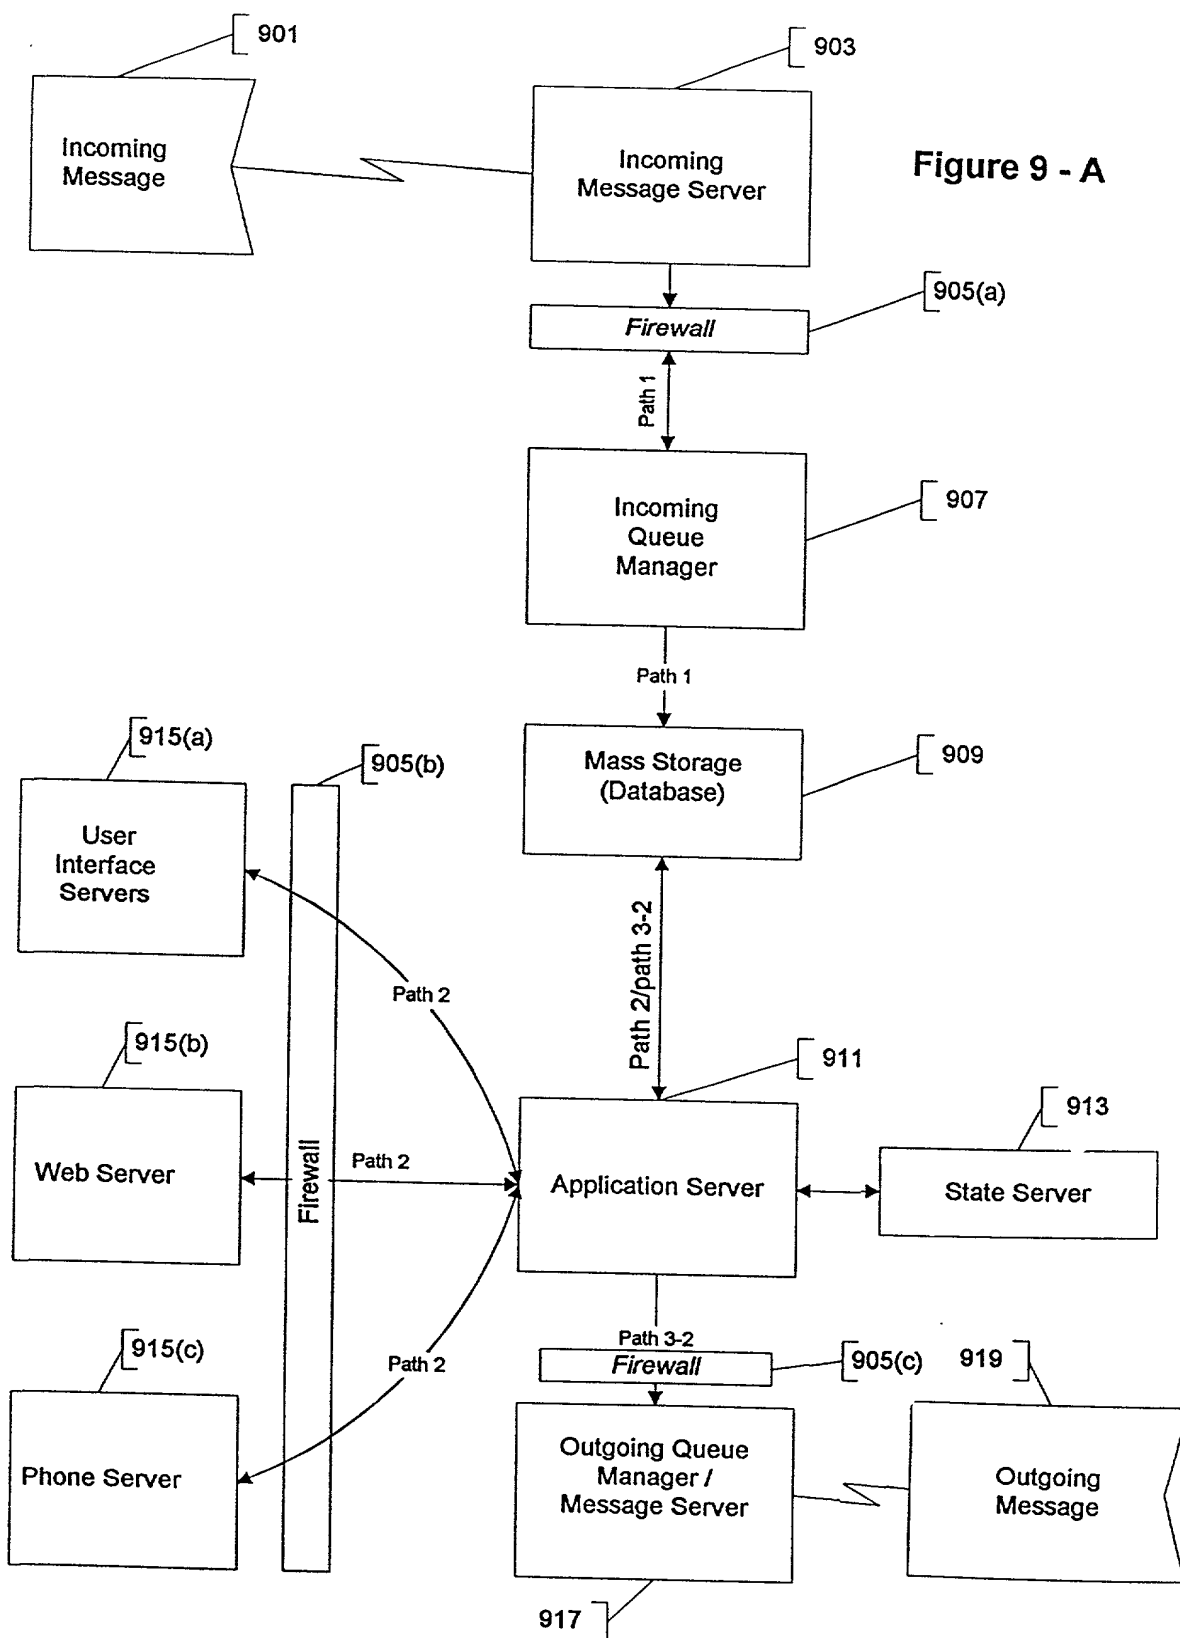 901
903
Incoming
Message
Incoming
Message Server
Figure 9 - A
905(a)
Firewall
Path 1
Incoming
Queue
Manager
907
Path 1
Mass Storage
(Database)
909
915(a)
905(b)
User
Interface
Servers
Path 2
Path 2/path 3-2
915(b)
911
913
Web Server
Firewall
Path 2
Application Server
State Server
915(c)
Path 2
Path 3-2
Firewall
905(c)
919
Phone Server
Outgoing Queue
Manager /
Message Server
Outgoing
Message
917